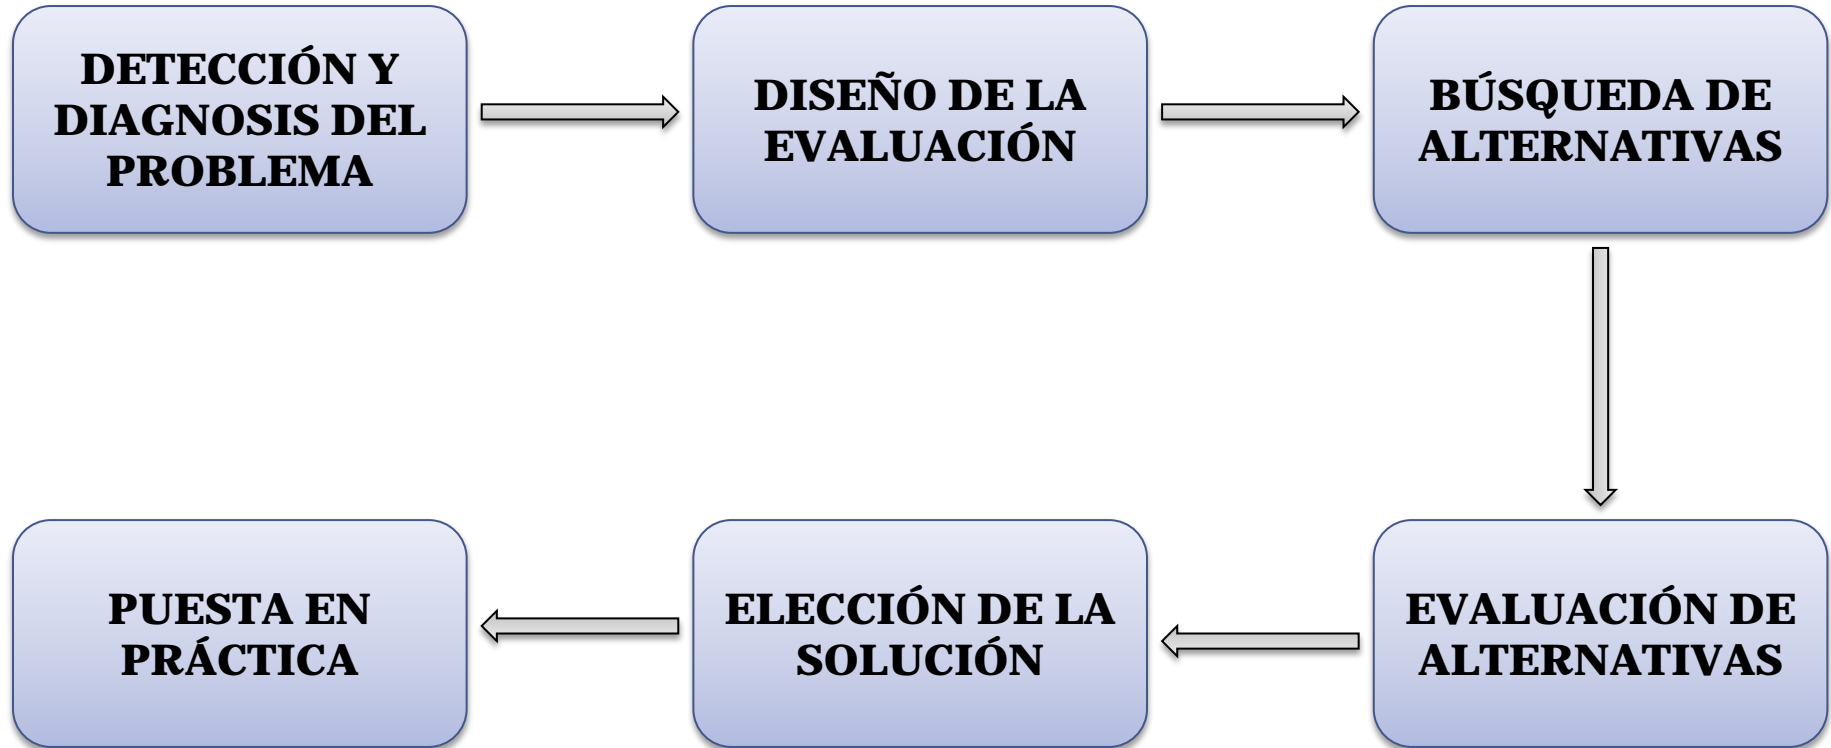 DETECCIÓN Y
DIAGNOSIS DEL
PROBLEMA
DISEÑO DE LA
EVALUACIÓN
BÚSQUEDA DE
ALTERNATIVAS
EVALUACIÓN DE
ALTERNATIVAS
ELECCIÓN DE LA
SOLUCIÓN
PUESTA EN
PRÁCTICA